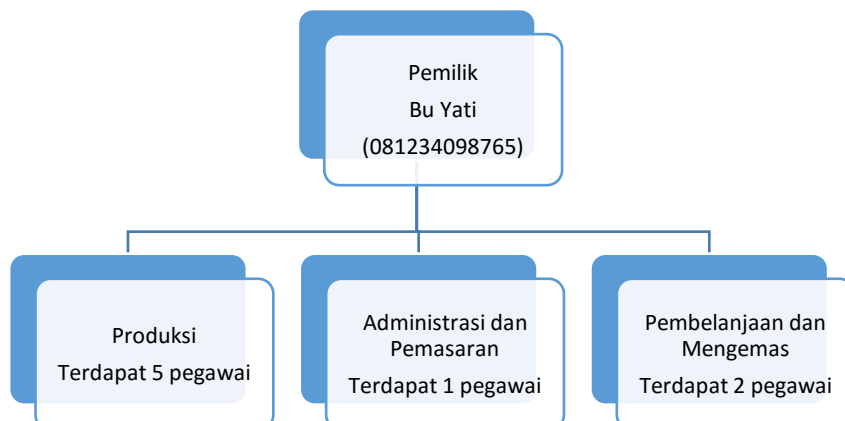 Pemilik
Bu Yati
(081234098765)
Produksi
Terdapat 5 pegawai
Administrasi dan
Pemasaran
Terdapat 1 pegawai
Pembelanjaan dan
Mengemas
Terdapat 2 pegawai